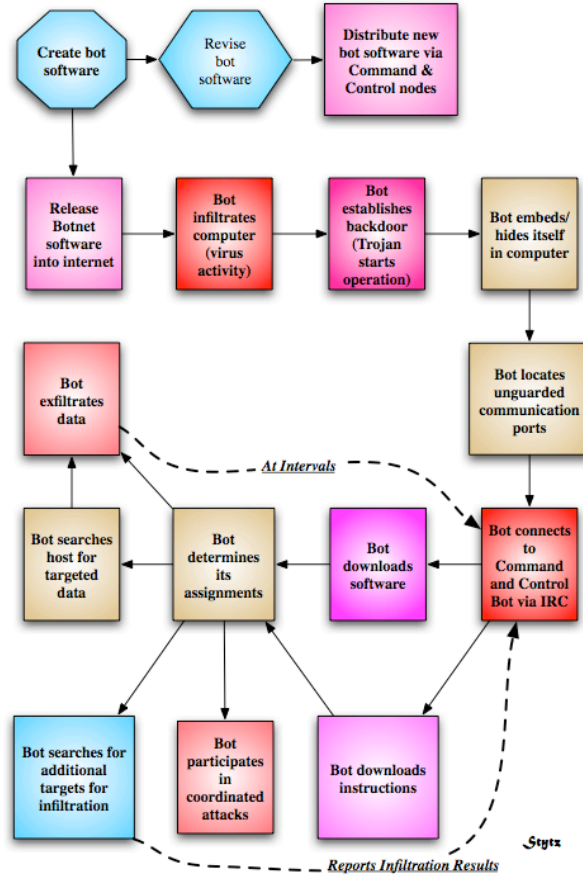 Create bot
software
Revise
bot
software
Distribute new
bot software via
Command &
Control nodes
Release
Botnet
software
into internet
Bot
infiltrates
computer
(virus
activity)
Bot
establishes
backdoor
(Trojan
starts
operation)
Bot embeds/
hides itself
in computer
Bot locates
unguarded
communication
ports
Bot
exfiltrates
data
At Intervals
Bot searches
host for
targeted
data
Bot
determines
its
assignments
Bot
downloads
software
Bot connects
to
Command
and Control
Bot via IRC
Bot searches for
additional
targets for
infiltration
Bot
participates
in
coordinated
attacks
Bot downloads
instructions
Stytz
Reports Infiltration Results